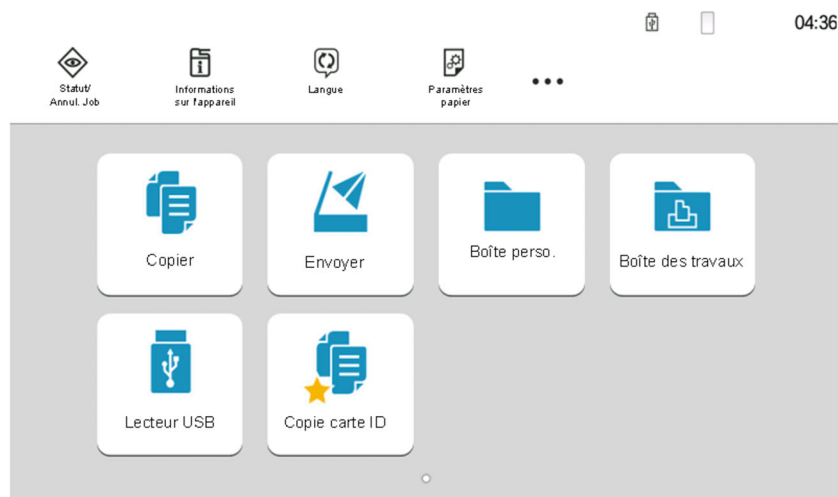 04:36
Statut/
Annul. Job
Informations
sur l'appareil
Langue
Paramètres
papier
Copier
Envoyer
Boîte perso.
Boîte des travaux
Lecteur USB
Copie carte ID